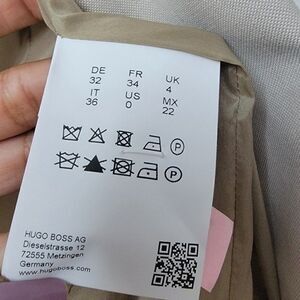 DE FR UK
32 34 4
IT US MX
36 0 22
P
P
HUGO BOSS AG
Dieselstrasse 12
72555 Metzingen
Germany
www.hugoboss.com